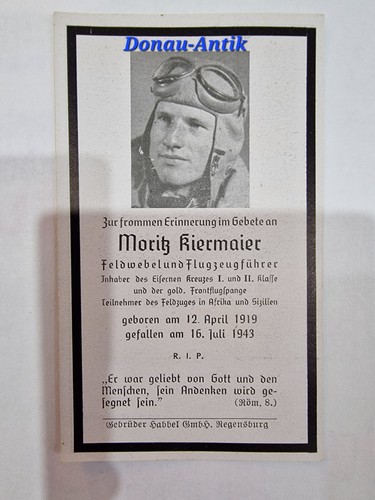 Donau-Antik
Zur frommen Erinnerung im Gebete an
Moritz Kiermaier
Feldwebel und Flugzeugführer
Inhaber des Eisernen Kreuzes I. und II. Klasse
und der gold. Frontflugspange
Teilnehmer des Feldzuges in Afrika und Sizilien
geboren am 12. April 1919
gefallen am 16. Juli 1943
R. I. P.
„Er war geliebt von Gott und den
Menschen, sein Andenken wird ge-
segnet sein.” (Röm. 8.)
Gebrüder Habbel GmbH. Regensburg